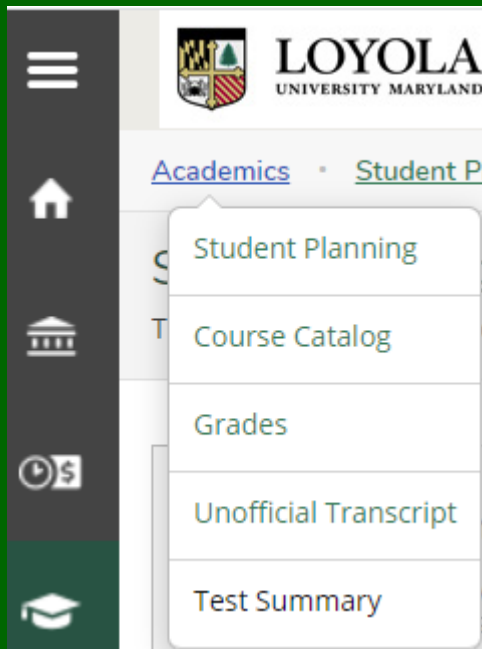 LOYOLA
UNIVERSITY MARYLAND
Academics • Student P
S
T
Student Planning
Course Catalog
Grades
Unofficial Transcript
Test Summary
$